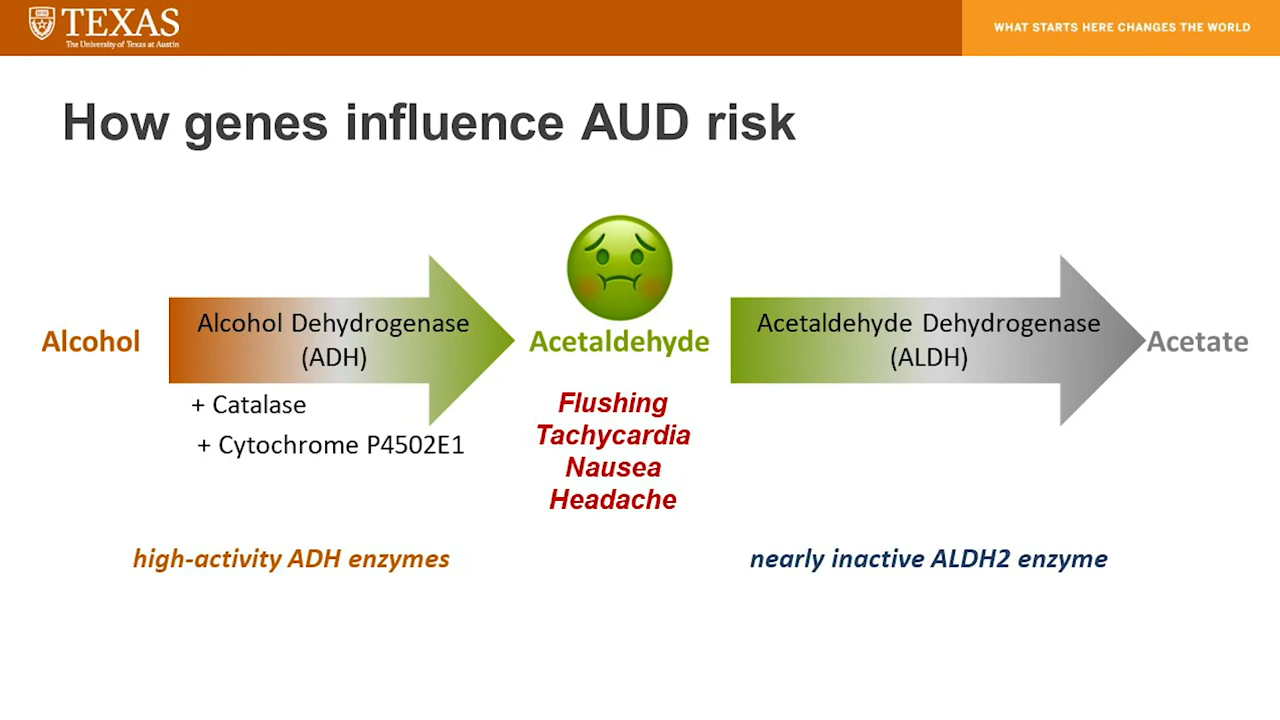 TEXAS
The University of Texas at Austin
WHAT STARTS HERE CHANGES THE WORLD
How genes influence AUD risk
Alcohol
Alcohol Dehydrogenase
(ADH)
+ Catalase
+ Cytochrome P4502E1
Acetaldehyde
Flushing
Tachycardia
Nausea
Headache
Acetaldehyde Dehydrogenase
(ALDH)
Acetate
high-activity ADH enzymes
nearly inactive ALDH2 enzyme